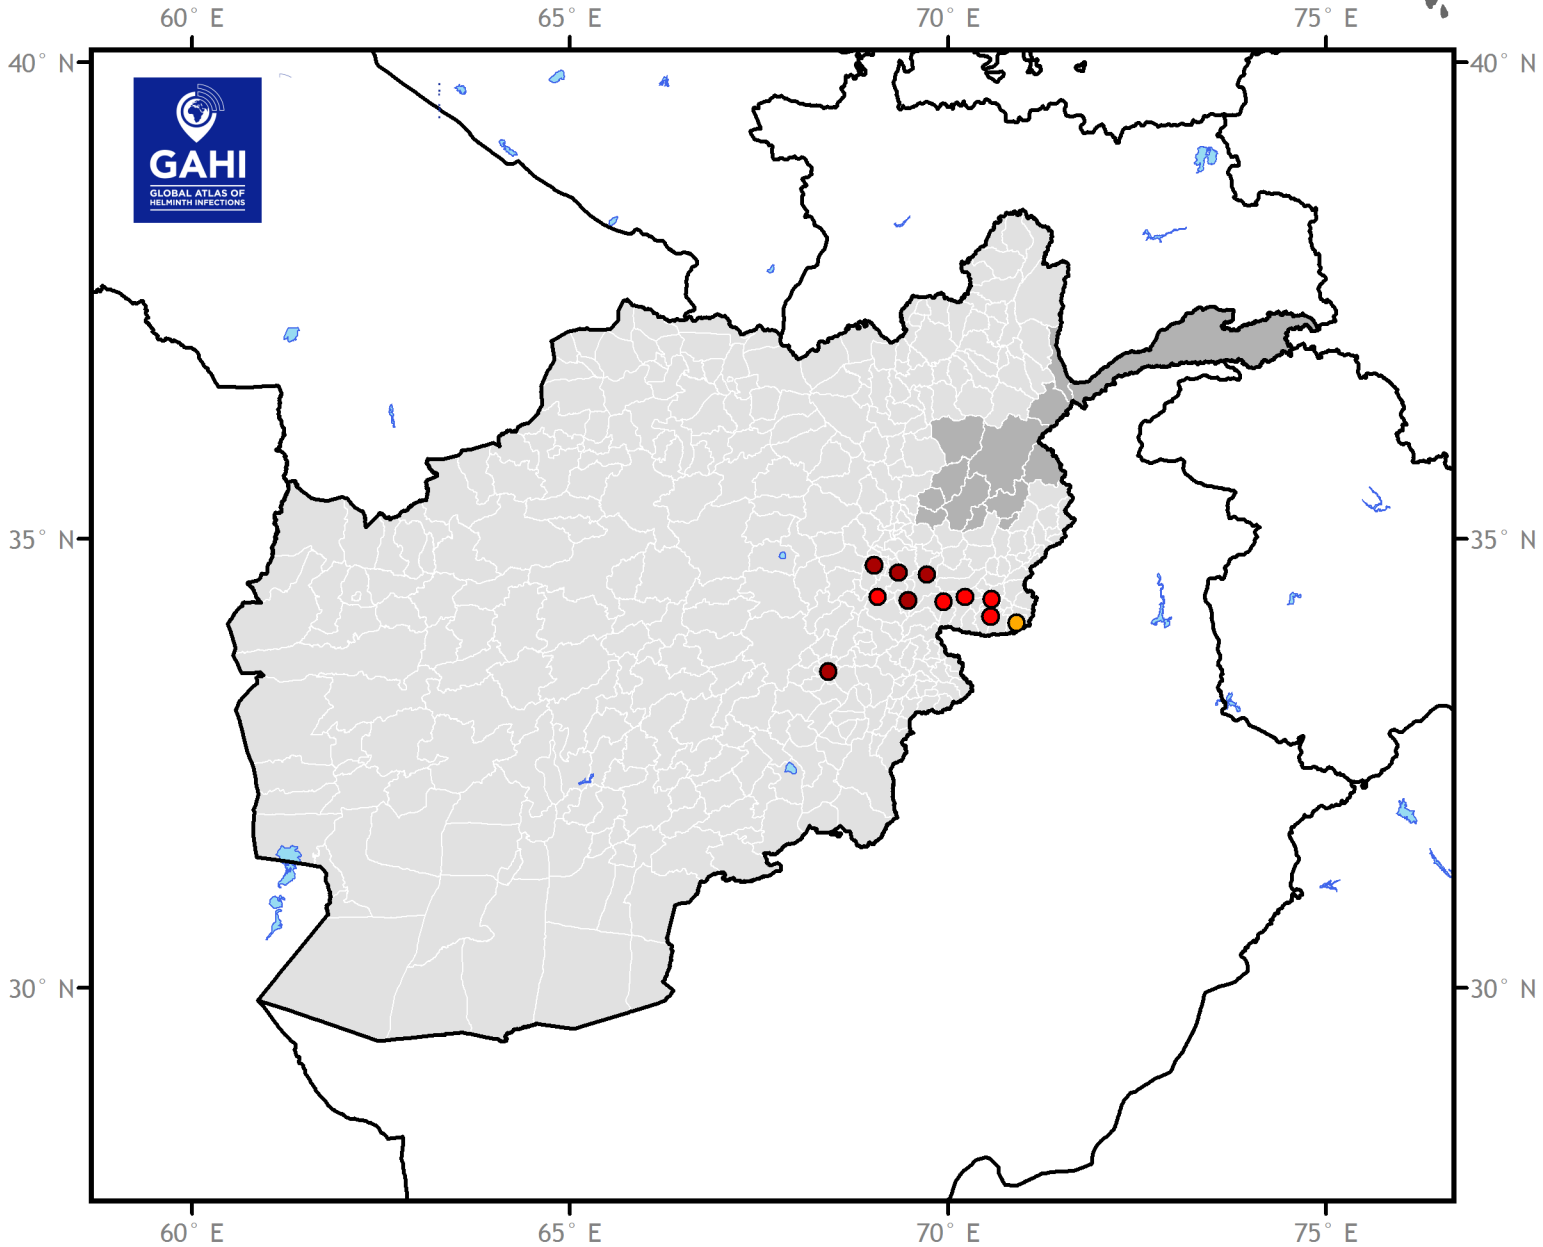 60° E 65° E 70° E 75° E
40° N 40° N
GAHI
GLOBAL ATLAS OF
HELMINTH INFECTIONS
35° N 35° N
30° N 30° N
60° E 65° E 70° E 75° E